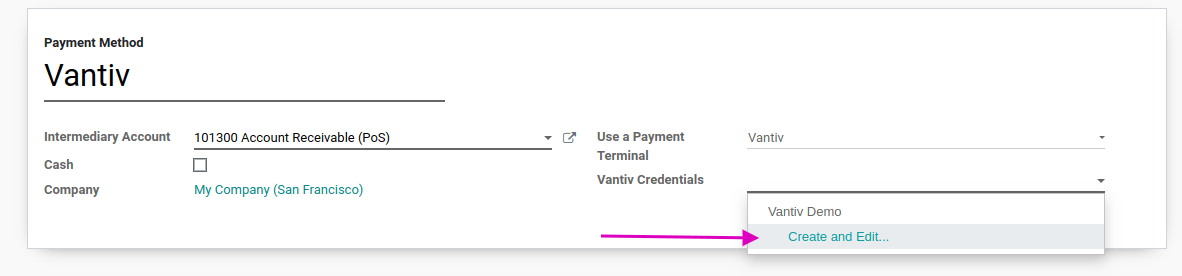 Payment Method
Vantiv
Intermediary Account 101300 Account Receivable (PoS)
Cash
Company My Company (San Francisco)
Use a Payment Terminal Vantiv
Vantiv Credentials
Vantiv Demo
Create and Edit...